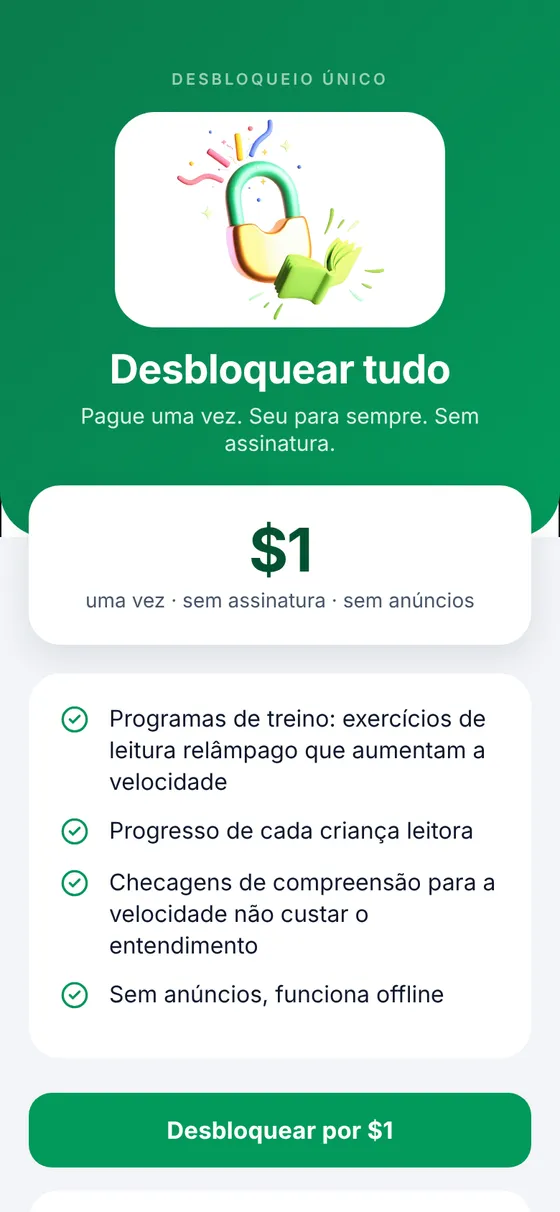 DESBLOQUEIO ÚNICO
Desbloquear tudo
Pague uma vez. Seu para sempre. Sem
assinatura.
$1
uma vez · sem assinatura · sem anúncios
Programas de treino: exercícios de
leitura relâmpago que aumentam a
velocidade
Progresso de cada criança leitora
Checagens de compreensão para a
velocidade não custar o
entendimento
Sem anúncios, funciona offline
Desbloquear por $1